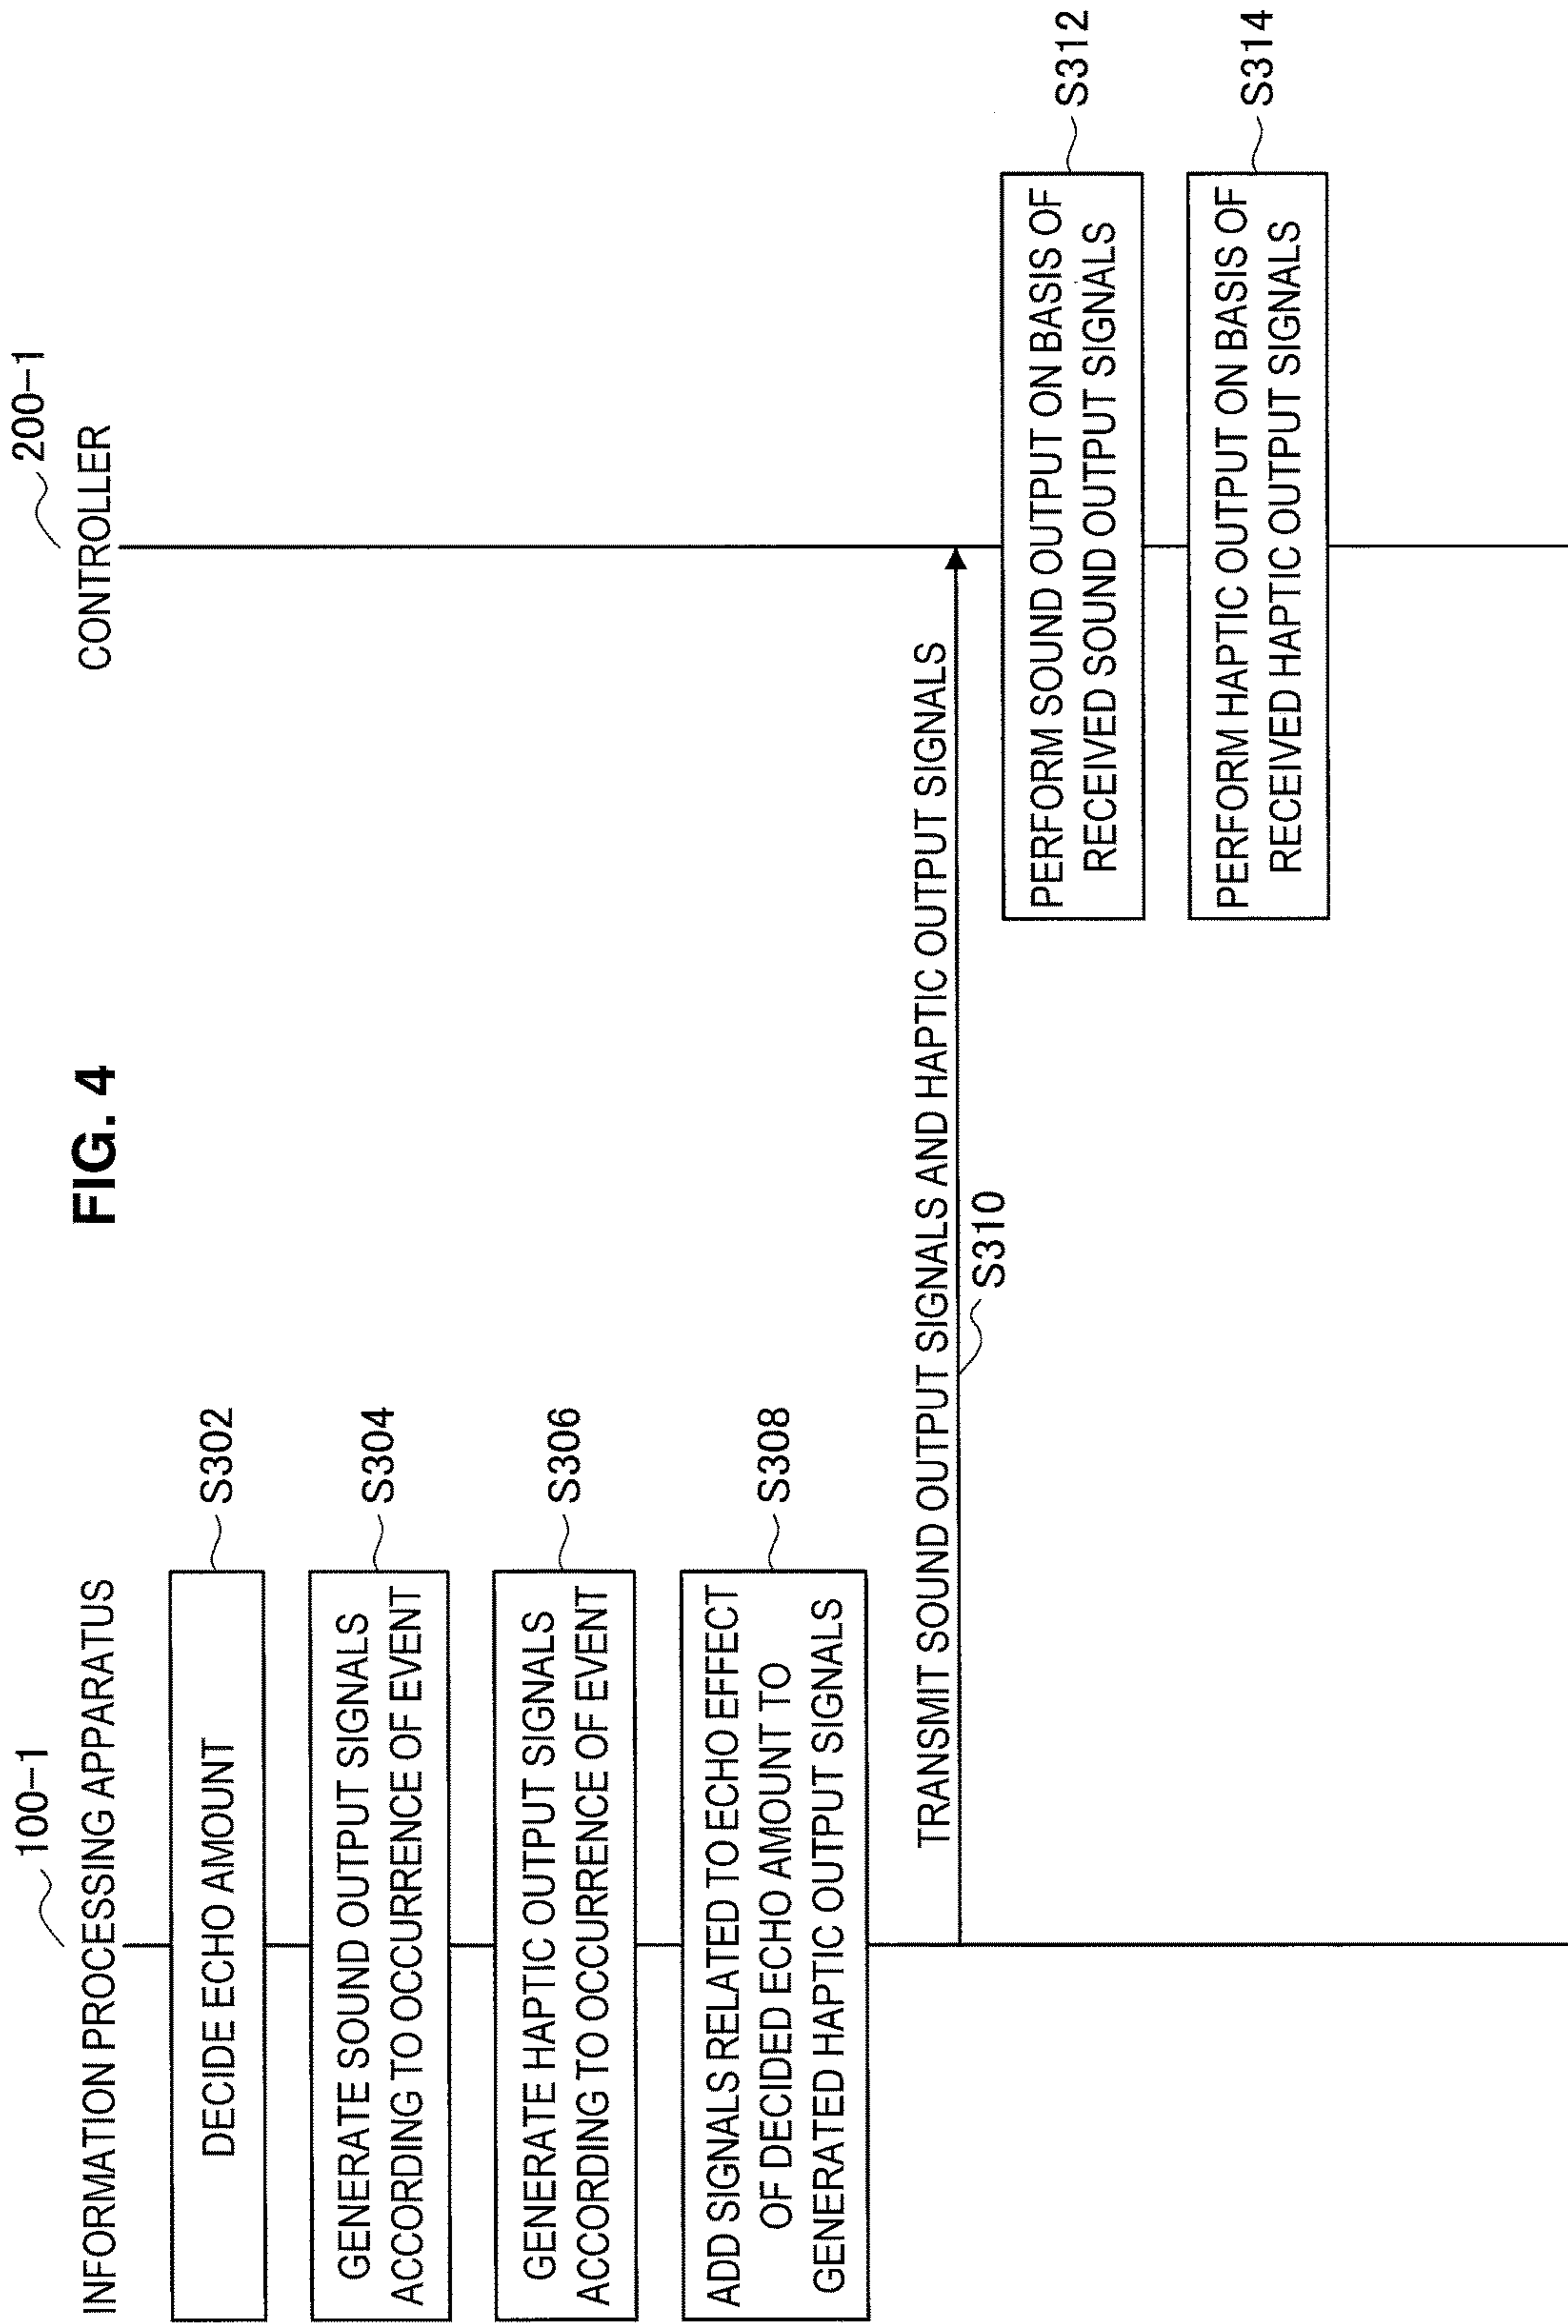 FIG. 4
100-1
INFORMATION PROCESSING APPARATUS
200-1
CONTROLLER
DECIDE ECHO AMOUNT
S302
GENERATE SOUND OUTPUT SIGNALS
ACCORDING TO OCCURRENCE OF EVENT
S304
GENERATE HAPTIC OUTPUT SIGNALS
ACCORDING TO OCCURRENCE OF EVENT
S306
ADD SIGNALS RELATED TO ECHO EFFECT
OF DECIDED ECHO AMOUNT TO
GENERATED HAPTIC OUTPUT SIGNALS
S308
TRANSMIT SOUND OUTPUT SIGNALS AND HAPTIC OUTPUT SIGNALS
S310
PERFORM SOUND OUTPUT ON BASIS OF
RECEIVED SOUND OUTPUT SIGNALS
S312
PERFORM HAPTIC OUTPUT ON BASIS OF
RECEIVED HAPTIC OUTPUT SIGNALS
S314